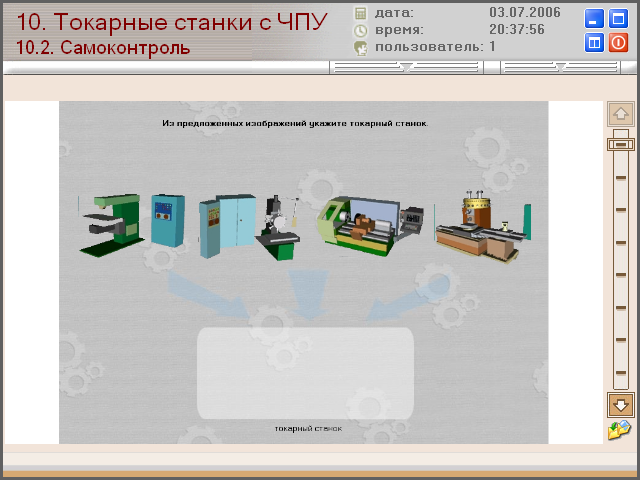 10. Токарные станки с ЧПУ
10.2. Самоконтроль
дата: 03.07.2006
время: 20:37:56
пользователь: 1
Из предложенных изображений укажите токарный станок.
токарный станок